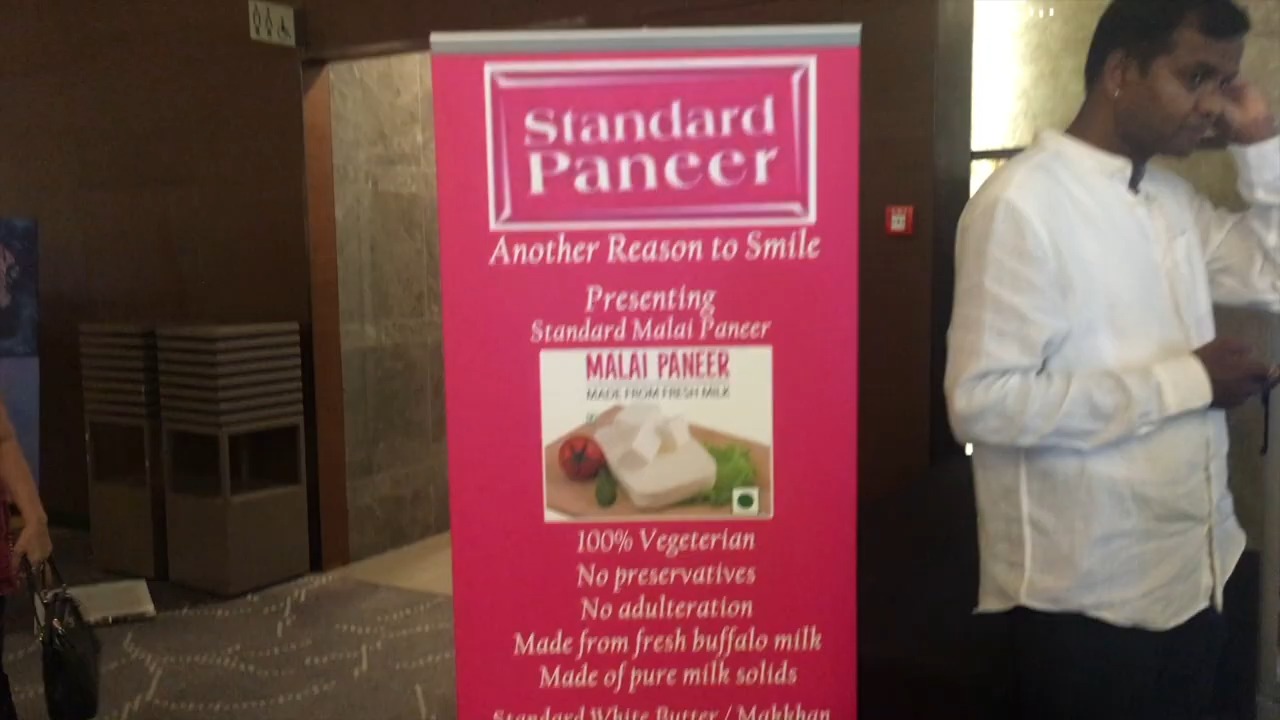 Standard
Paneer
Another Reason to Smile
Presenting
Standard Malai Paneer
MALAI PANEER
MADE FROM FRESH MILK
100% Vegeterian
No preservatives
No adulteration
Made from fresh buffalo milk
Made of pure milk solids
Standard White Butter / Makkhan